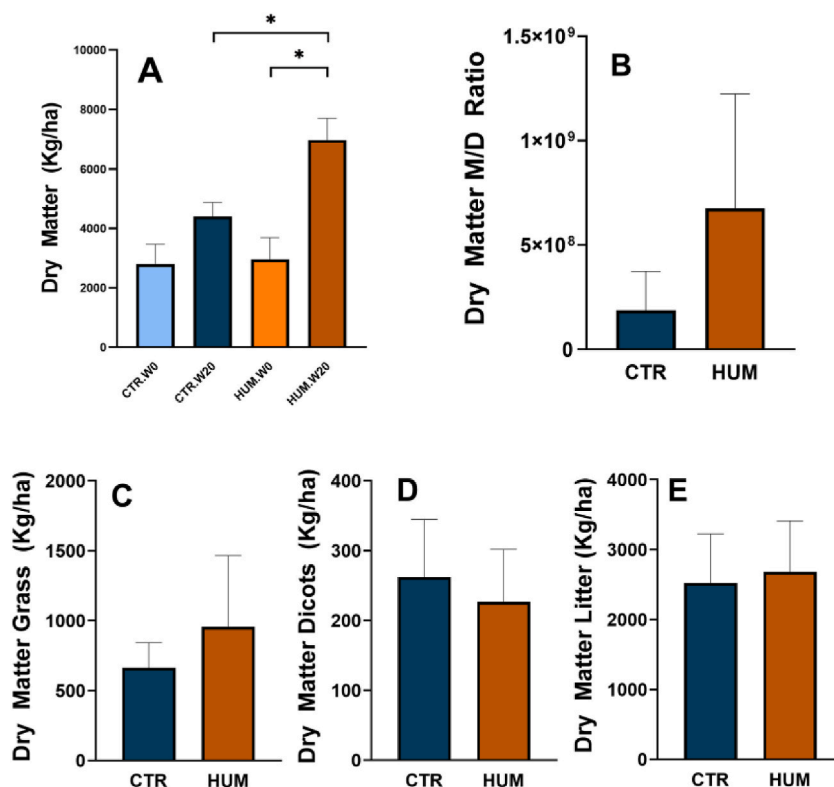 A
Dry Matter (Kg/ha)
10000
8000
6000
4000
2000
0
*
*
CTR.W0
CTR.W20
HUM.W0
HUM.W20
B
Dry Matter M/D Ratio
1.5×10⁹
1×10⁹
5×10⁸
0
CTR
HUM
C
Dry Matter Grass (Kg/ha)
2000
1500
1000
500
0
CTR
HUM
D
Dry Matter Dicots (Kg/ha)
400
300
200
100
0
CTR
HUM
E
Dry Matter Litter (Kg/ha)
4000
3000
2000
1000
0
CTR
HUM